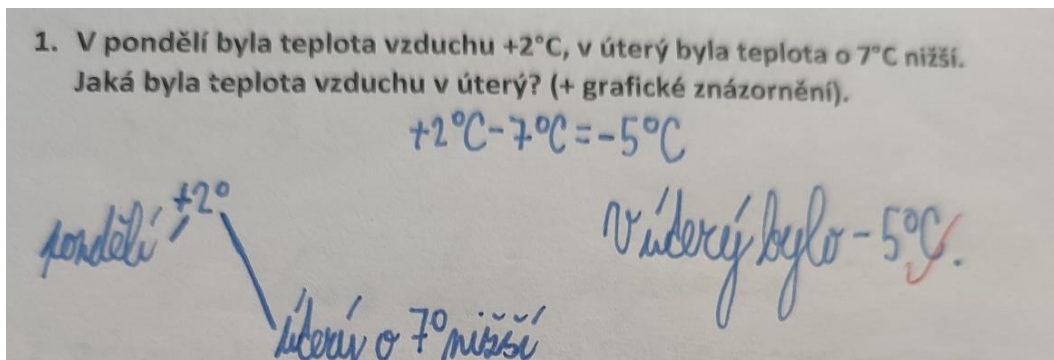 1. V pondělí byla teplota vzduchu +2°C, v úterý byla teplota o 7°C nižší.
Jaká byla teplota vzduchu v úterý? (+ grafické znázornění).
+2°C-7°C=-5°C
pondělí +2°
V úterý bylo -5°C.
úterý o 7° nižší